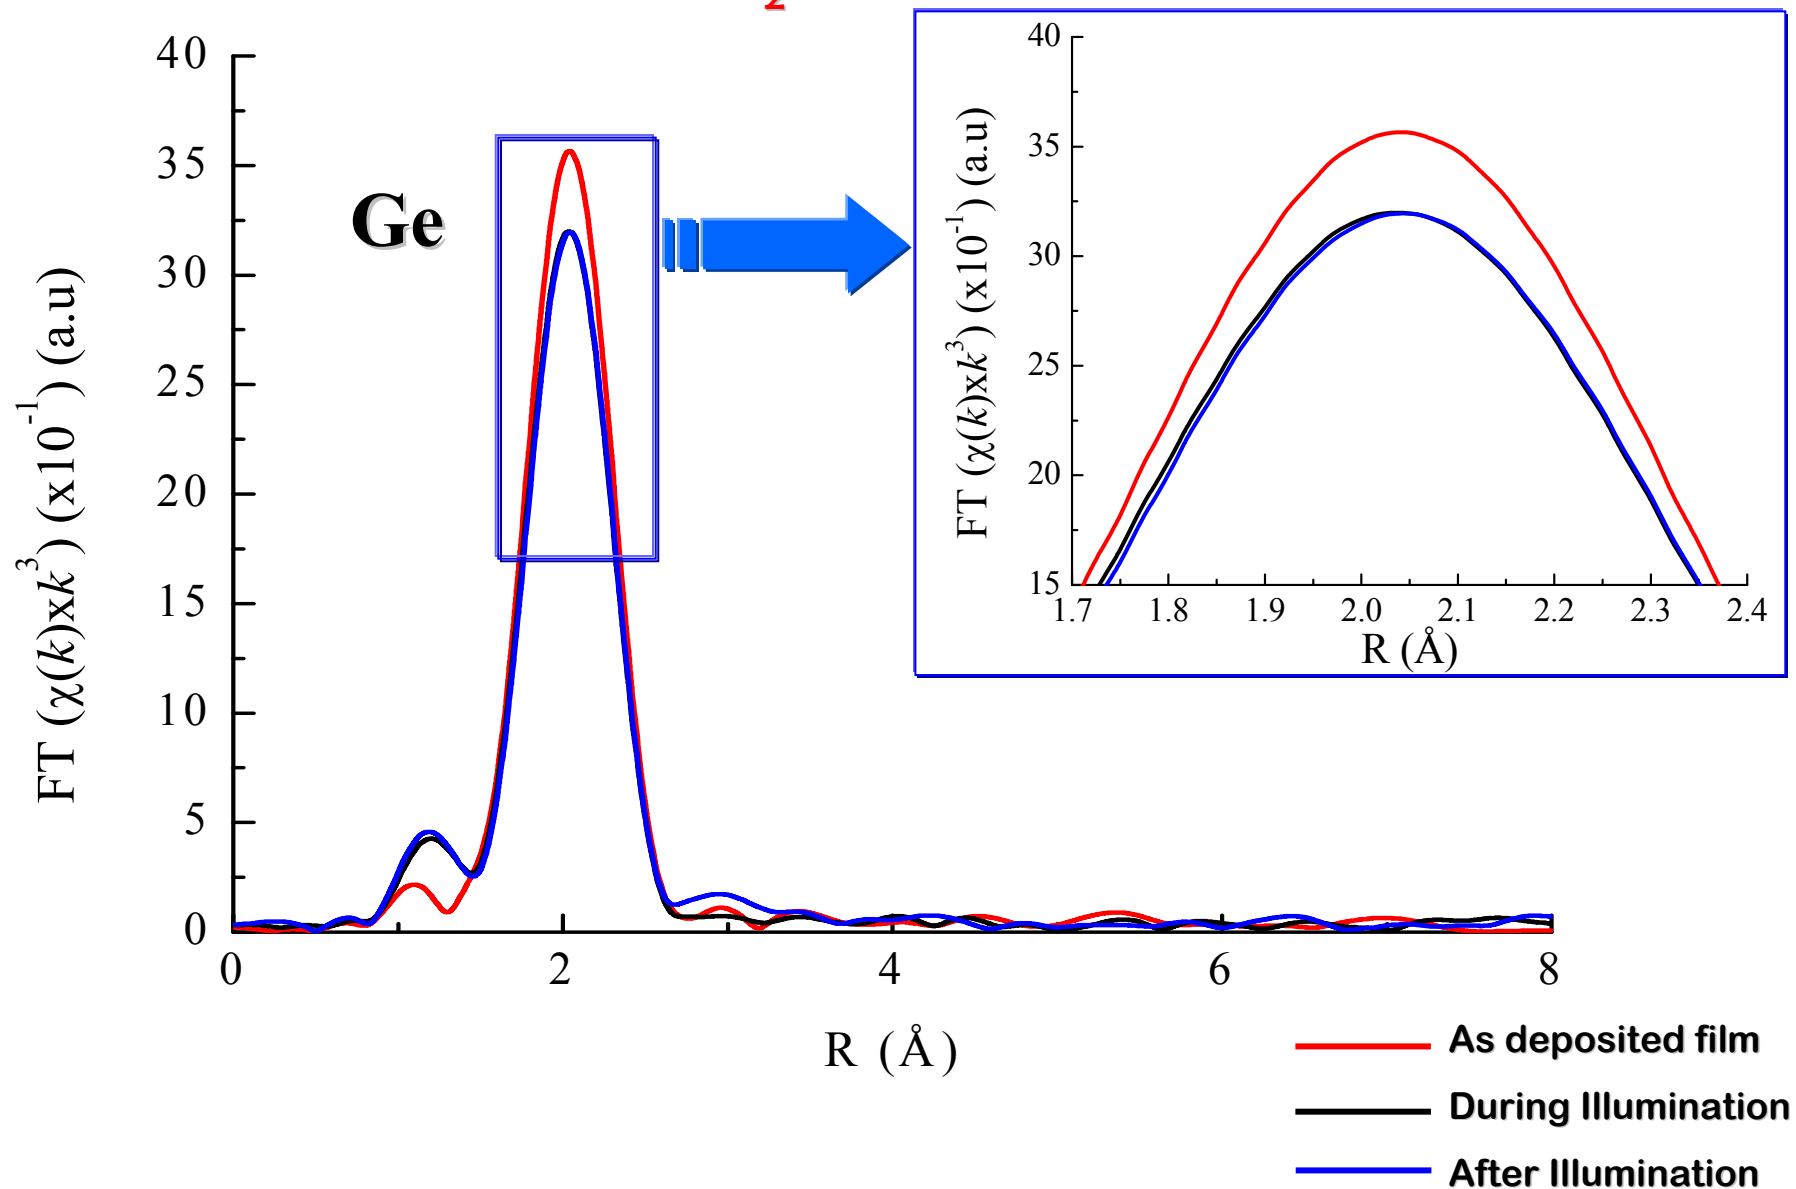 2
40
35
30
25
20
15
10
5
0
0 2 4 6 8
FT (χ(k)xk³) (x10⁻¹) (a.u)
R (Å)
Ge
40
35
30
25
20
15
1.7 1.8 1.9 2.0 2.1 2.2 2.3 2.4
FT (χ(k)xk³) (x10⁻¹) (a.u)
R (Å)
As deposited film
During Illumination
After Illumination